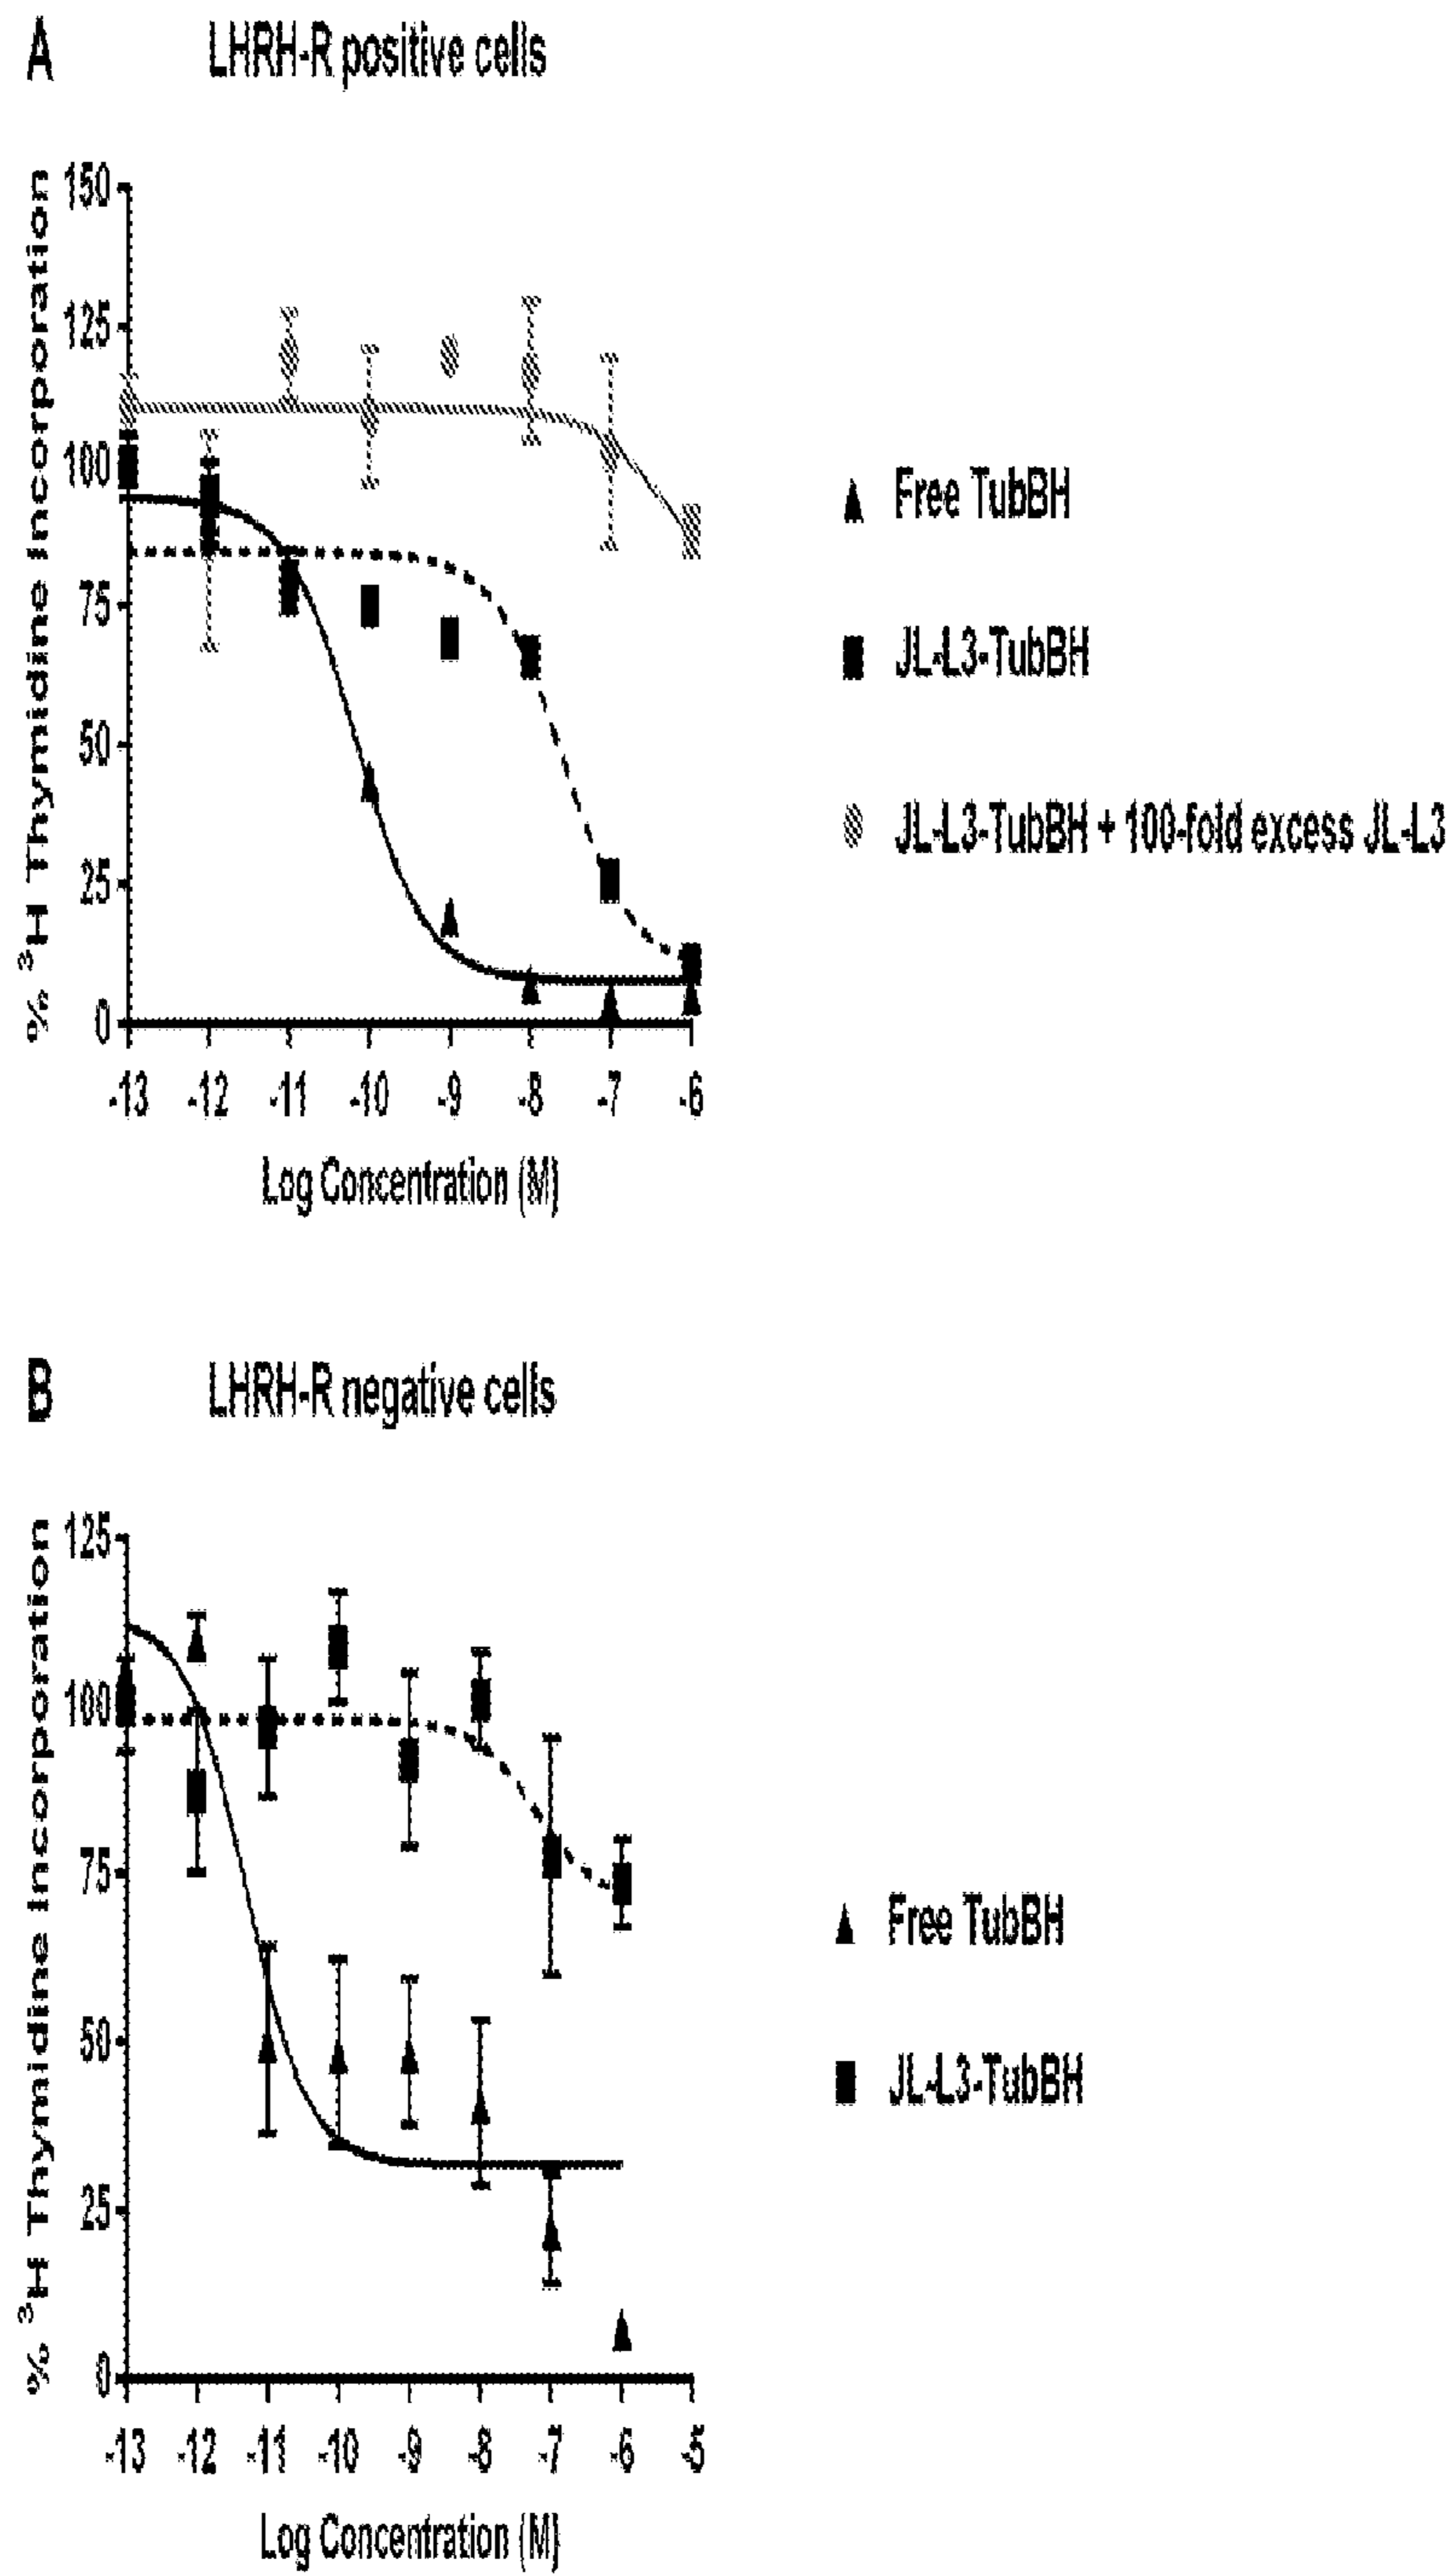 A LHRH-R positive cells
% ³H Thymidine Incorporation
150
125
100
75
50
25
0
-13 -12 -11 -10 -9 -8 -7 -6
Log Concentration (M)
Free TubBH
JL-L3-TubBH
JL-L3-TubBH + 100-fold excess JL-L3
B LHRH-R negative cells
% ³H Thymidine Incorporation
125
100
75
50
25
0
-13 -12 -11 -10 -9 -8 -7 -6 -5
Log Concentration (M)
Free TubBH
JL-L3-TubBH